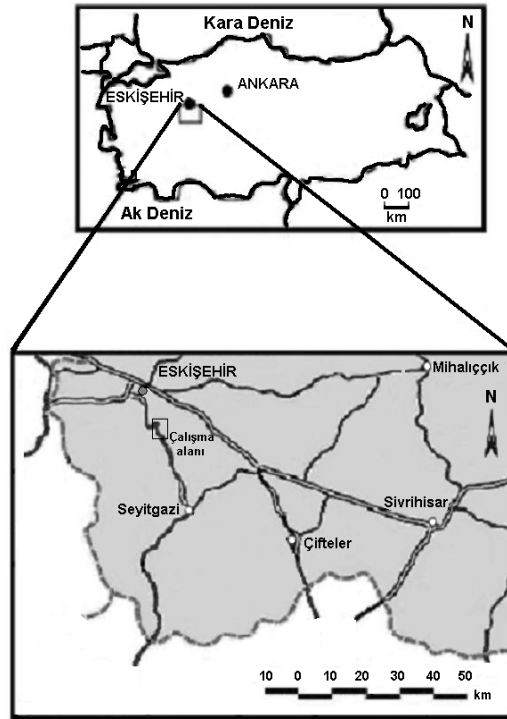 Kara Deniz
N
ANKARA
ESKİŞEHİR
Ak Deniz
0 100
km
ESKİŞEHİR
Mihalıççık
N
Çalışma
alanı
Seyitgazi
Sivrihisar
Çifteler
10 0 10 20 30 40 50
km